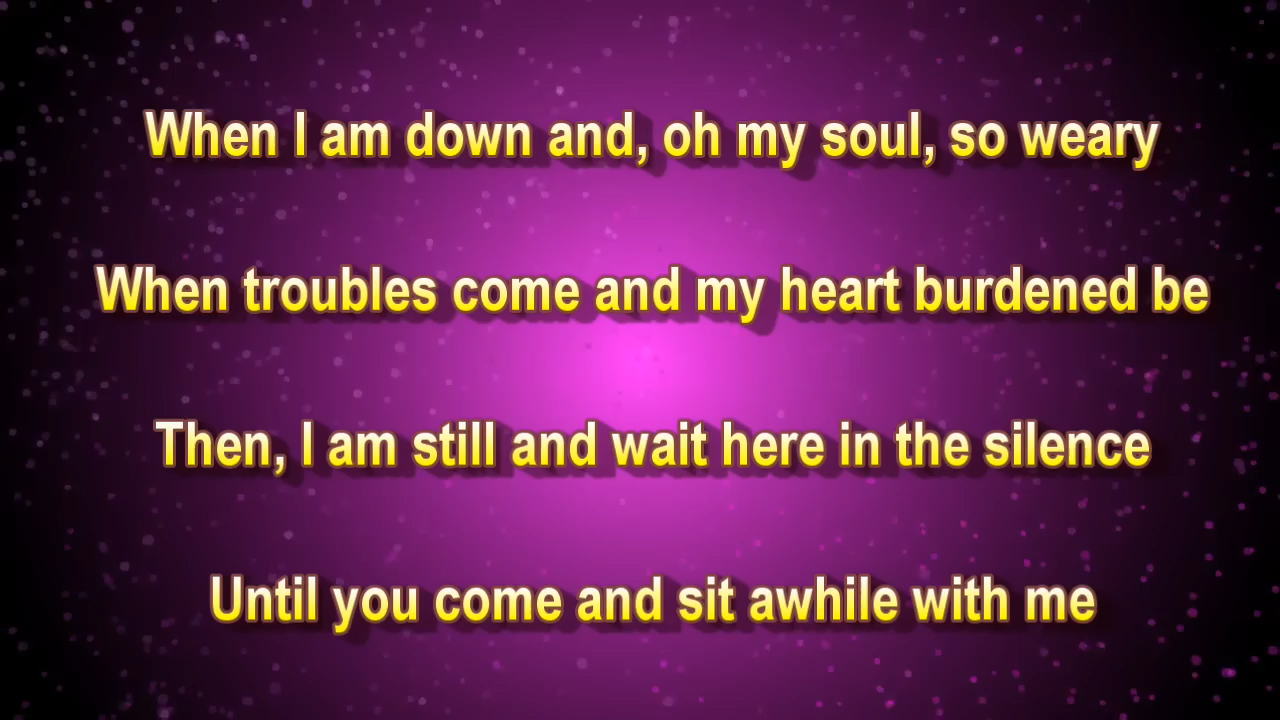 When I am down and, oh my soul, so weary
When troubles come and my heart burdened be
Then, I am still and wait here in the silence
Until you come and sit awhile with me